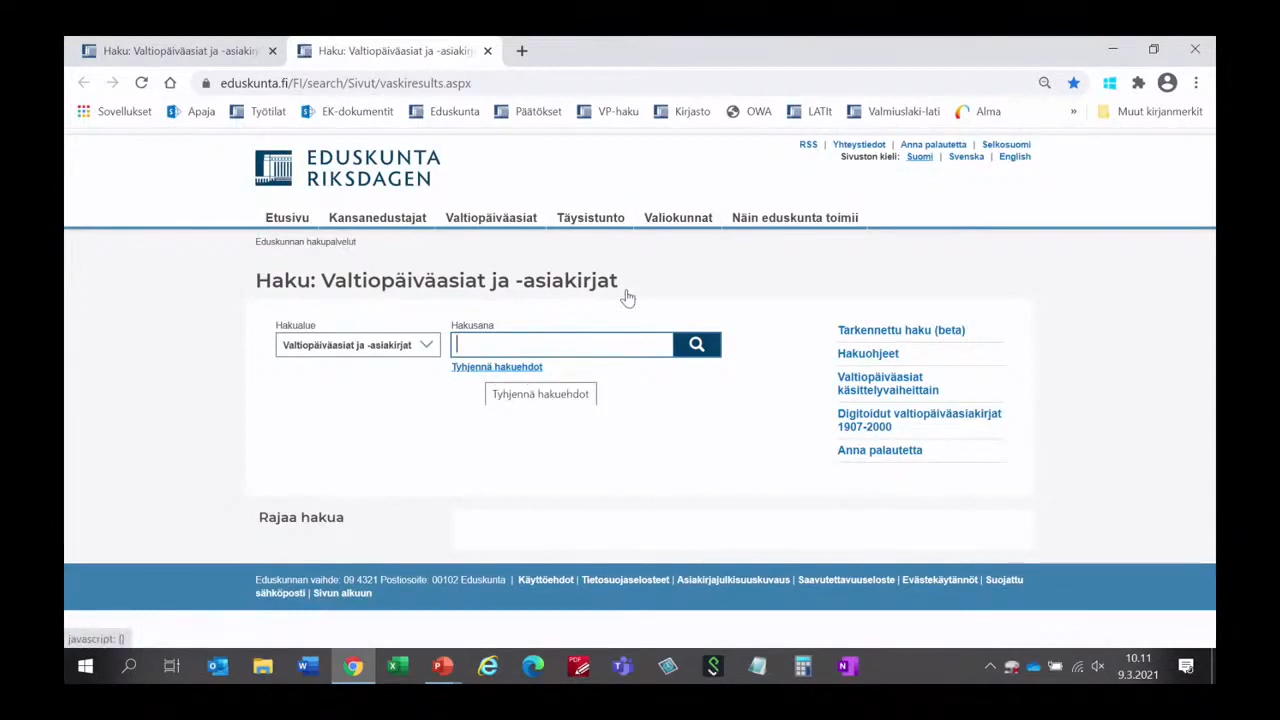 Haku: Valtiopäiväasiat ja -asiakirj
Haku: Valtiopäiväasiat ja -asiakirj
eduskunta.fi/FI/search/Sivut/vaskiresults.aspx
Sovellukset Apaja Työtilat EK-dokumentit Eduskunta Päätökset VP-haku Kirjasto OWA LATIt Valmiuslaki-lati Alma » Muut kirjanmerkit
RSS | Yhteystiedot | Anna palautetta | Selkosuomi
Sivuston kieli: Suomi | Svenska | English
EDUSKUNTA
RIKSDAGEN
Etusivu Kansanedustajat Valtiopäiväasiat Täysistunto Valiokunnat Näin eduskunta toimii
Eduskunnan hakupalvelut
Haku: Valtiopäiväasiat ja -asiakirjat
Hakualue Hakusana
Valtiopäiväasiat ja -asiakirjat
Tyhjennä hakuehdot
Tyhjennä hakuehdot
Tarkennettu haku (beta)
Hakuohjeet
Valtiopäiväasiat
käsittelyvaiheittain
Digitoidut valtiopäiväasiakirjat
1907-2000
Anna palautetta
Rajaa hakua
Eduskunnan vaihde: 09 4321 Postiosoite: 00102 Eduskunta | Käyttöehdot | Tietosuojaselosteet | Asiakirjajulkisuuskuvaus | Saavutettavuuseloste | Evästekäytännöt | Suojattu
sähköposti | Sivun alkuun
javascript: {}
PDF
10.11
9.3.2021